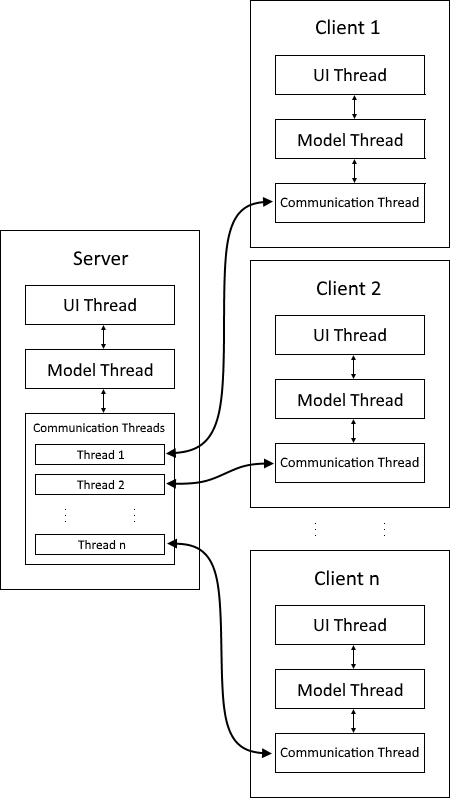 Client 1
UI Thread
Model Thread
Communication Thread
Server
UI Thread
Model Thread
Communication Threads
Thread 1
Thread 2
Thread n
Client 2
UI Thread
Model Thread
Communication Thread
Client n
UI Thread
Model Thread
Communication Thread